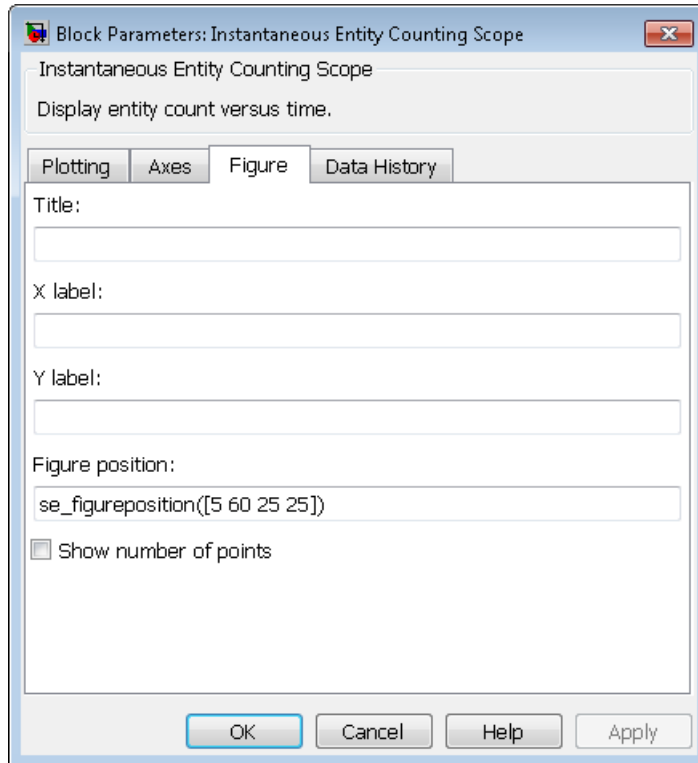 Block Parameters: Instantaneous Entity Counting Scope
Instantaneous Entity Counting Scope
Display entity count versus time.
Plotting Axes Figure Data History
Title:
X label:
Y label:
Figure position:
se_figureposition([5 60 25 25])
Show number of points
OK Cancel Help Apply